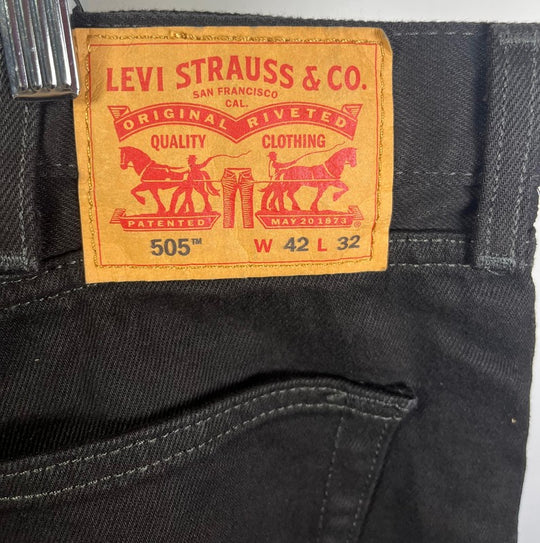 LEVI STRAUSS & CO.
SAN FRANCISCO
CAL.
ORIGINAL RIVETED
QUALITY CLOTHING
PATENTED MAY 20 1873
505™ W 42 L 32